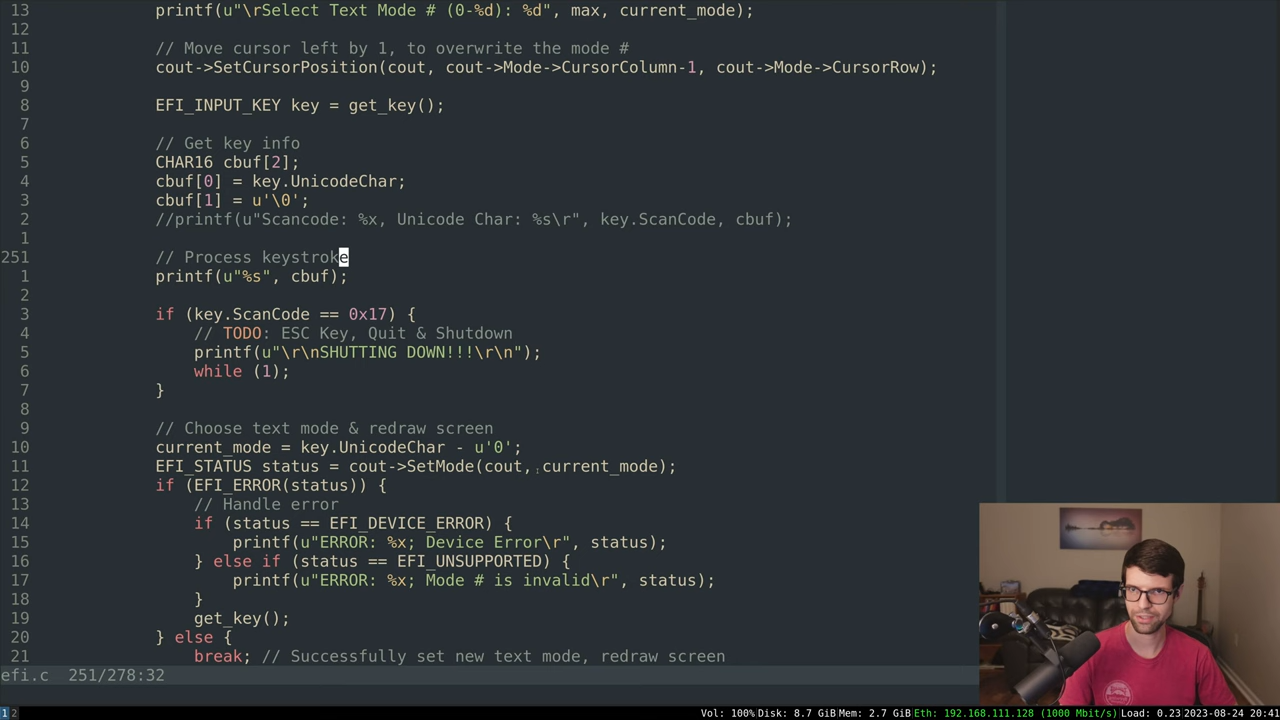 13 printf(u"\rSelect Text Mode # (0-%d): %d", max, current_mode);
12
11 // Move cursor left by 1, to overwrite the mode #
10 cout->SetCursorPosition(cout, cout->Mode->CursorColumn-1, cout->Mode->CursorRow);
9
8 EFI_INPUT_KEY key = get_key();
7
6 // Get key info
5 CHAR16 cbuf[2];
4 cbuf[0] = key.UnicodeChar;
3 cbuf[1] = u'\0';
2 //printf(u"Scancode: %x, Unicode Char: %s\r", key.ScanCode, cbuf);
1
251 // Process keystroke
1 printf(u"%s", cbuf);
2
3 if (key.ScanCode == 0x17) {
4 // TODO: ESC Key, Quit & Shutdown
5 printf(u"\r\nSHUTTING DOWN!!!\r\n");
6 while (1);
7 }
8
9 // Choose text mode & redraw screen
10 current_mode = key.UnicodeChar - u'0';
11 EFI_STATUS status = cout->SetMode(cout, current_mode);
12 if (EFI_ERROR(status)) {
13 // Handle error
14 if (status == EFI_DEVICE_ERROR) {
15 printf(u"ERROR: %x; Device Error\r", status);
16 } else if (status == EFI_UNSUPPORTED) {
17 printf(u"ERROR: %x; Mode # is invalid\r", status);
18 }
19 get_key();
20 } else {
21 break; // Successfully set new text mode, redraw screen
efi.c 251/278:32
1 2 Vol: 100% Disk: 8.7 GiB Mem: 2.7 GiB Eth: 192.168.111.128 (1000 Mbit/s) Load: 0.23 2023-08-24 20:41